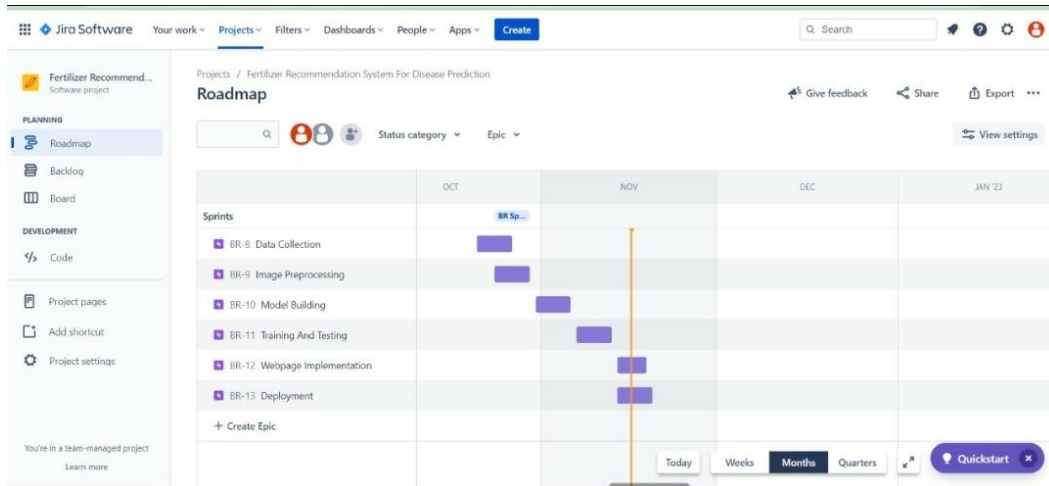 Jira Software Your work Projects Filters Dashboards People Apps Create Search
Fertilizer Recommend...
Software project
PLANNING
Roadmap
Backlog
Board
DEVELOPMENT
Code
Project pages
Add shortcut
Project settings
You're in a team-managed project
Learn more
Projects / Fertilizer Recommendation System For Disease Prediction
Roadmap
Give feedback Share Export
Status category Epic View settings
OCT NOV DEC JAN '23
Sprints BR Sp...
BR-8 Data Collection
BR-9 Image Preprocessing
BR-10 Model Building
BR-11 Training And Testing
BR-12 Webpage Implementation
BR-13 Deployment
+ Create Epic
Today Weeks Months Quarters
Quickstart